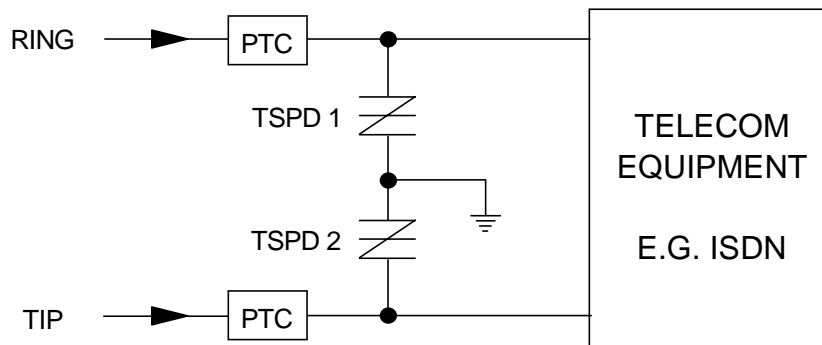 RING
PTC
TSPD 1
TELECOM
EQUIPMENT
E.G. ISDN
TSPD 2
TIP
PTC